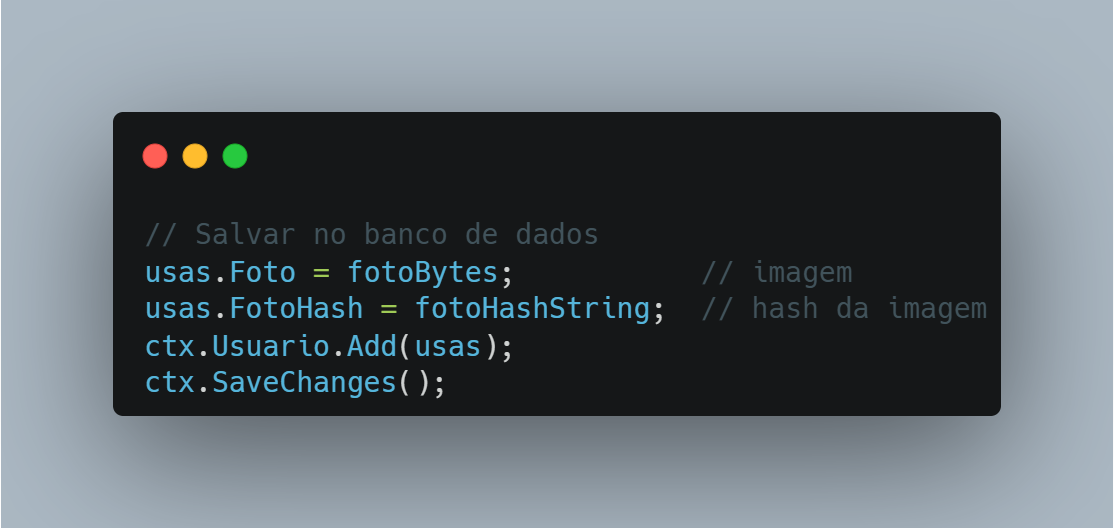 // Salvar no banco de dados
usas.Foto = fotoBytes;           // imagem
usas.FotoHash = fotoHashString;  // hash da imagem
ctx.Usuario.Add(usas);
ctx.SaveChanges();